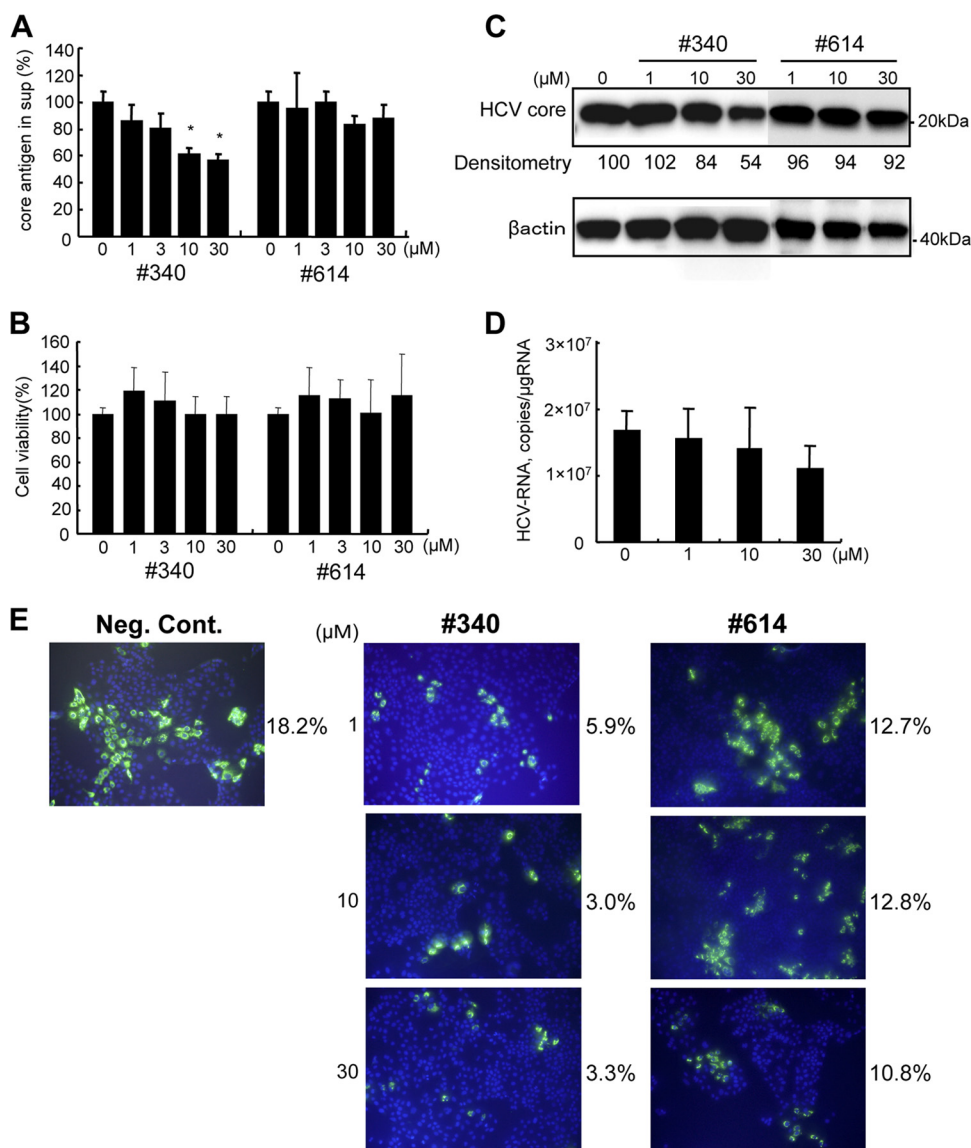 A
core antigen in sup (%)
140
120
100
80
60
40
20
0
* *
0 1 3 10 30 0 1 3 10 30 (μM)
#340 #614
B
Cell viability(%)
160
140
120
100
80
60
40
20
0
0 1 3 10 30 0 1 3 10 30 (μM)
#340 #614
C
#340 #614
(μM) 0 1 10 30 1 10 30
HCV core
20kDa
Densitometry 100 102 84 54 96 94 92
βactin
40kDa
D
HCV-RNA, copies/μgRNA
3×10⁷
2×10⁷
1×10⁷
0
0 1 10 30 (μM)
E
Neg. Cont. (μM) #340 #614
18.2% 1 5.9% 12.7%
10 3.0% 12.8%
30 3.3% 10.8%